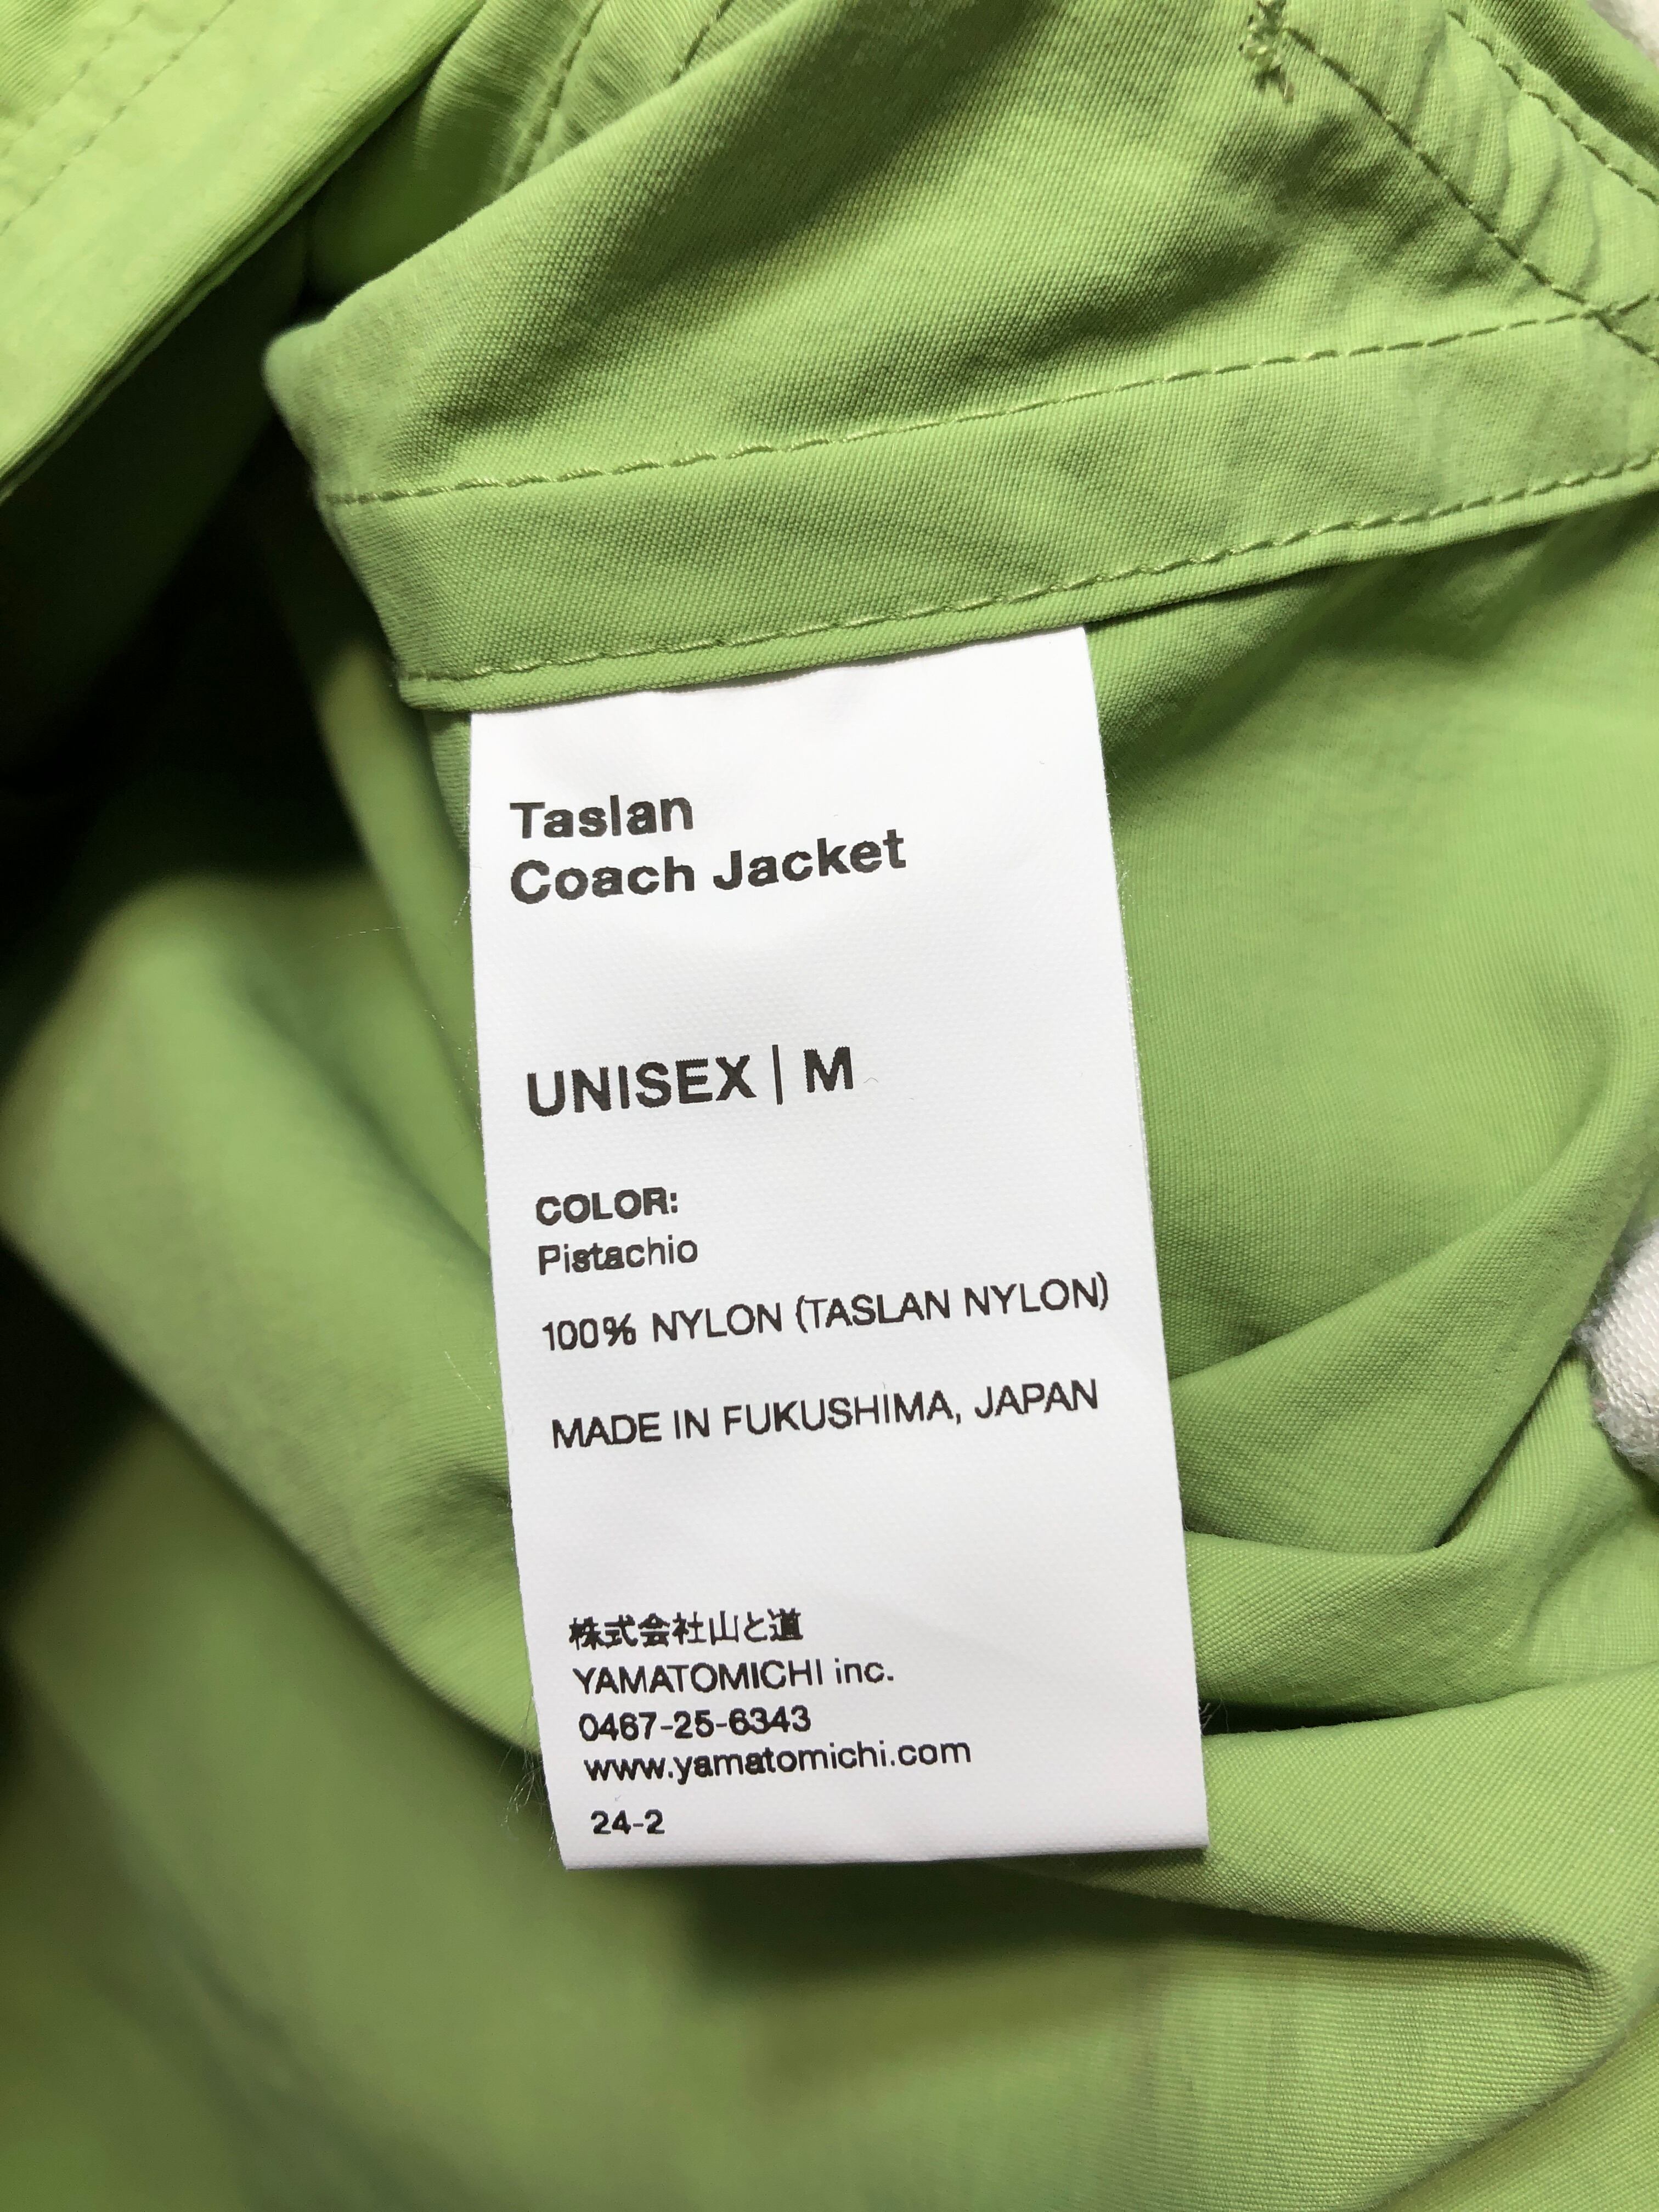 Taslan
Coach Jacket
UNISEX | M
COLOR:
Pistachio
100% NYLON (TASLAN NYLON)
MADE IN FUKUSHIMA, JAPAN
株式会社山と道
YAMATOMICHI inc.
0467-25-6343
www.yamatomichi.com
24-2